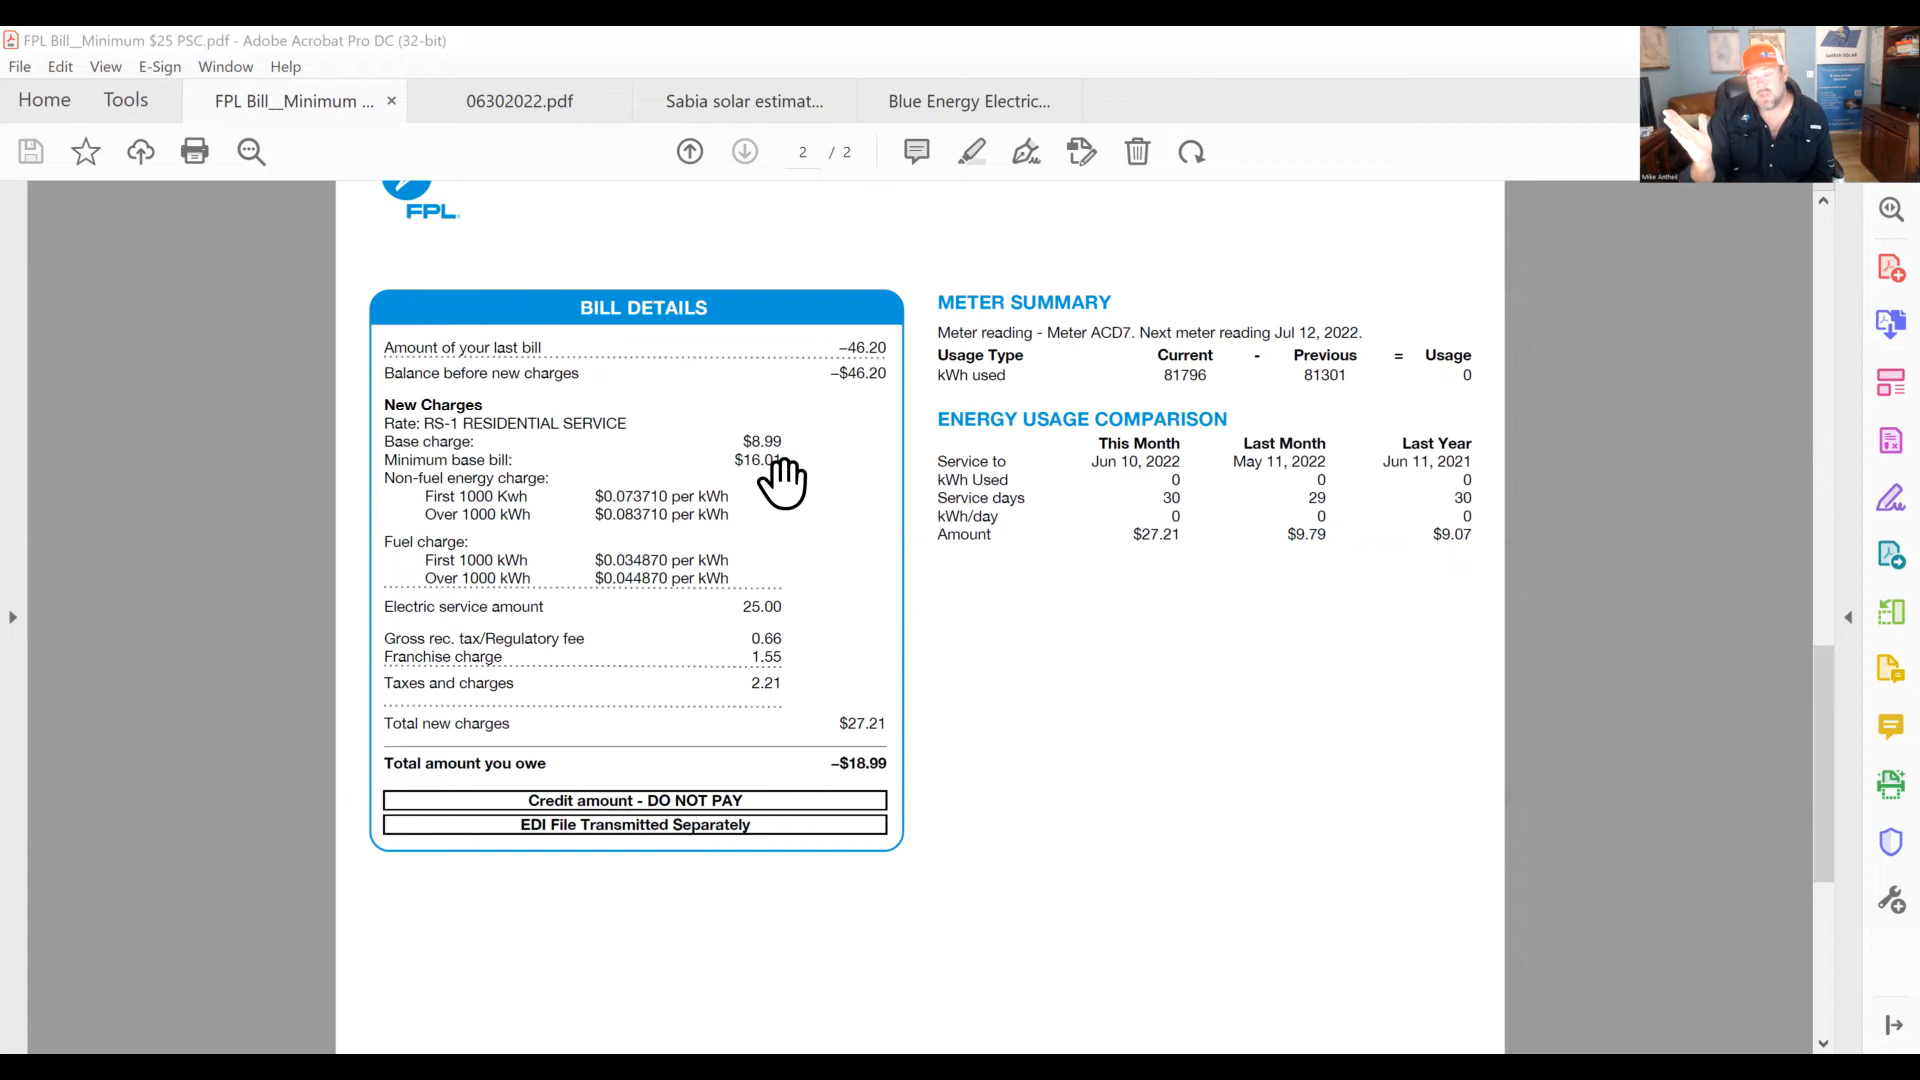 FPL Bill__Minimum $25 PSC.pdf - Adobe Acrobat Pro DC (32-bit)
File Edit View E-Sign Window Help
Home Tools FPL Bill__Minimum ... × 06302022.pdf Sabia solar estimat... Blue Energy Electric...
2 / 2
Mike Antheil
FPL.
BILL DETAILS
Amount of your last bill –46.20
Balance before new charges –$46.20
New Charges
Rate: RS-1 RESIDENTIAL SERVICE
Base charge: $8.99
Minimum base bill: $16.01
Non-fuel energy charge:
First 1000 Kwh $0.073710 per kWh
Over 1000 kWh $0.083710 per kWh
Fuel charge:
First 1000 kWh $0.034870 per kWh
Over 1000 kWh $0.044870 per kWh
Electric service amount 25.00
Gross rec. tax/Regulatory fee 0.66
Franchise charge 1.55
Taxes and charges 2.21
Total new charges $27.21
Total amount you owe –$18.99
Credit amount - DO NOT PAY
EDI File Transmitted Separately
METER SUMMARY
Meter reading - Meter ACD7. Next meter reading Jul 12, 2022.
Usage Type Current - Previous = Usage
kWh used 81796 81301 0
ENERGY USAGE COMPARISON
This Month Last Month Last Year
Service to Jun 10, 2022 May 11, 2022 Jun 11, 2021
kWh Used 0 0 0
Service days 30 29 30
kWh/day 0 0 0
Amount $27.21 $9.79 $9.07